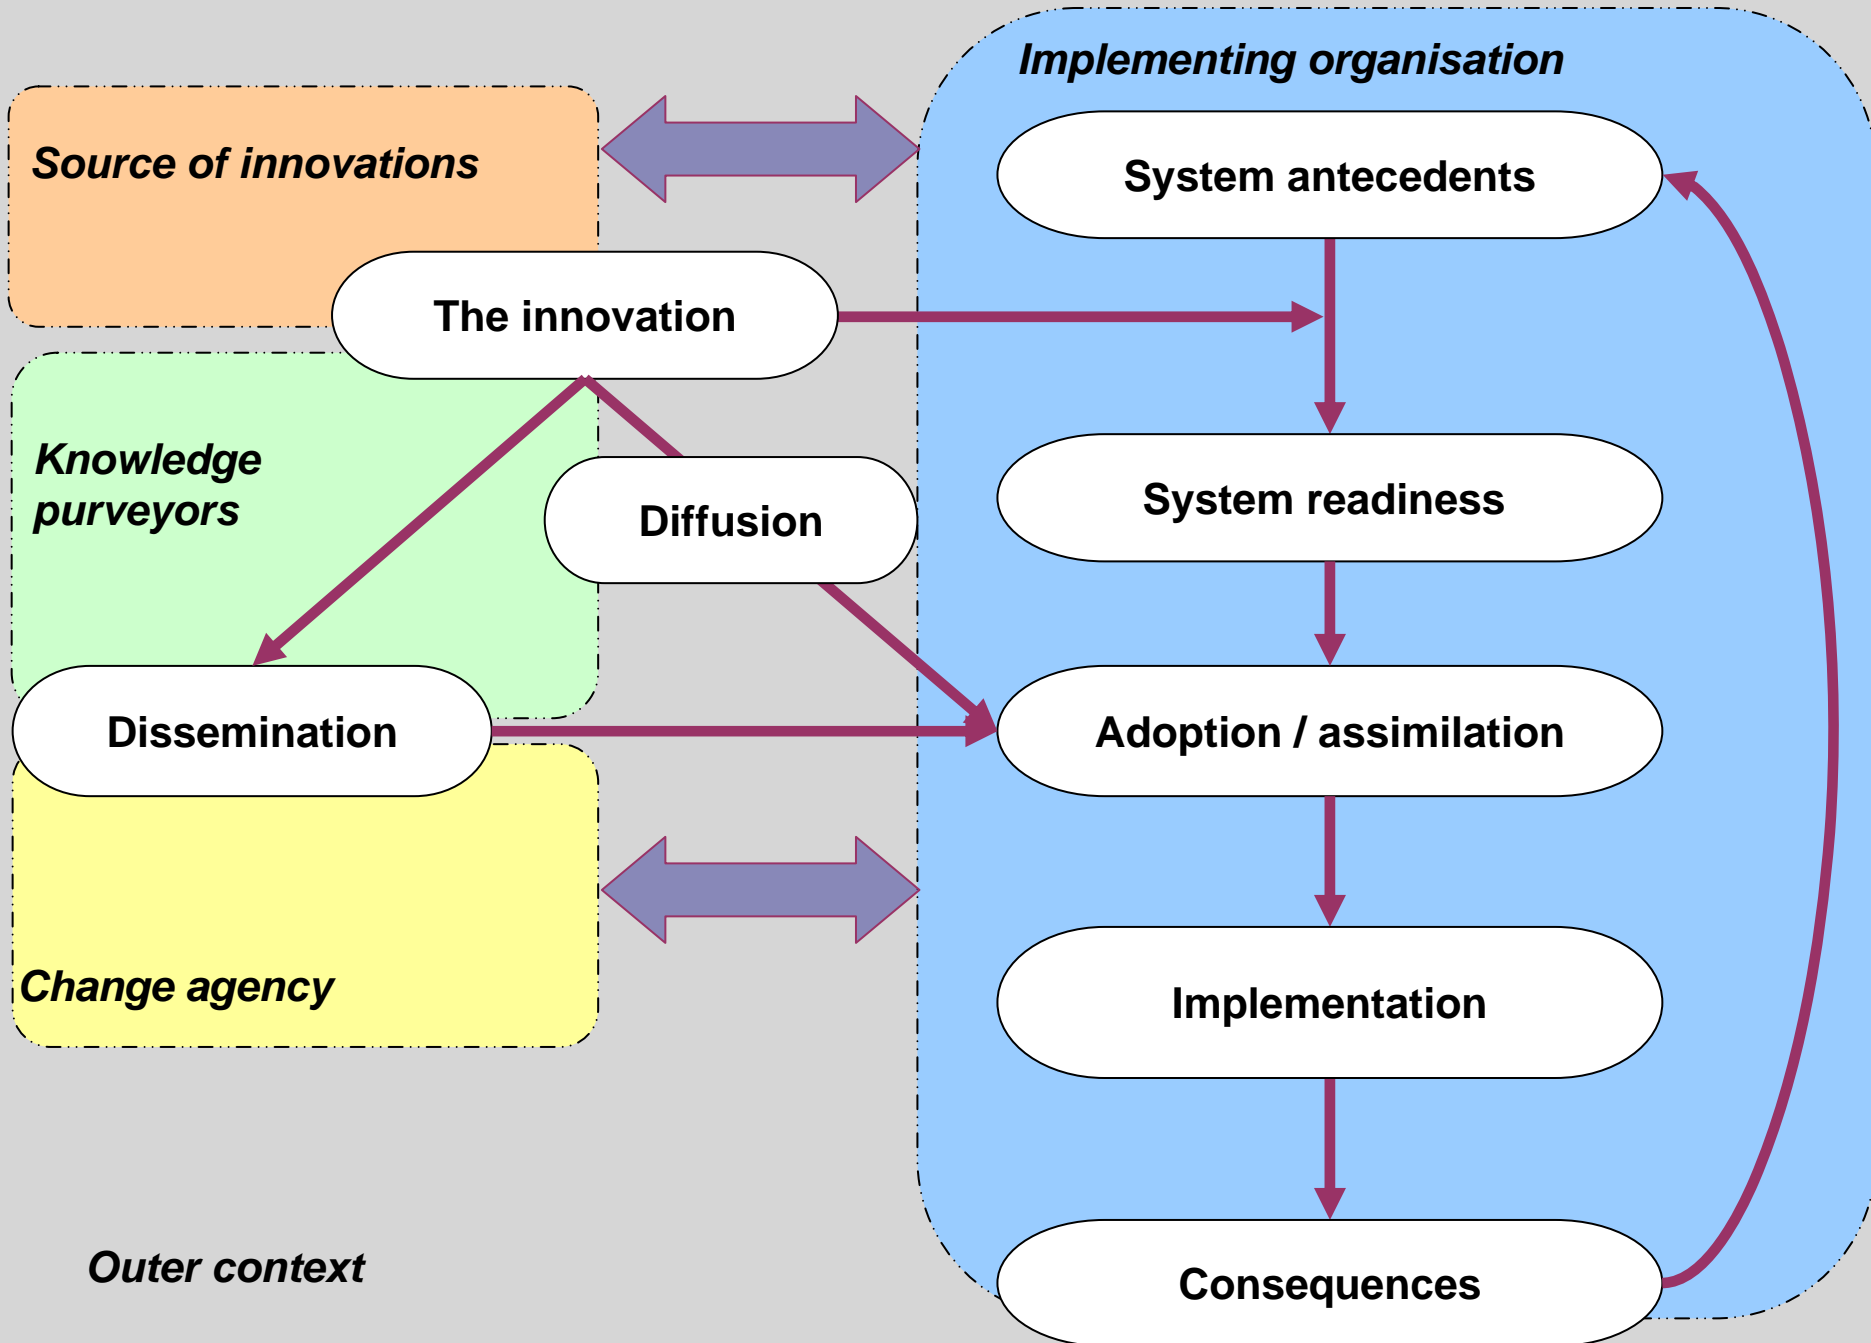 Implementing organisation
Source of innovations
System antecedents
The innovation
Knowledge
purveyors
Diffusion
System readiness
Dissemination
Adoption / assimilation
Change agency
Implementation
Outer context
Consequences